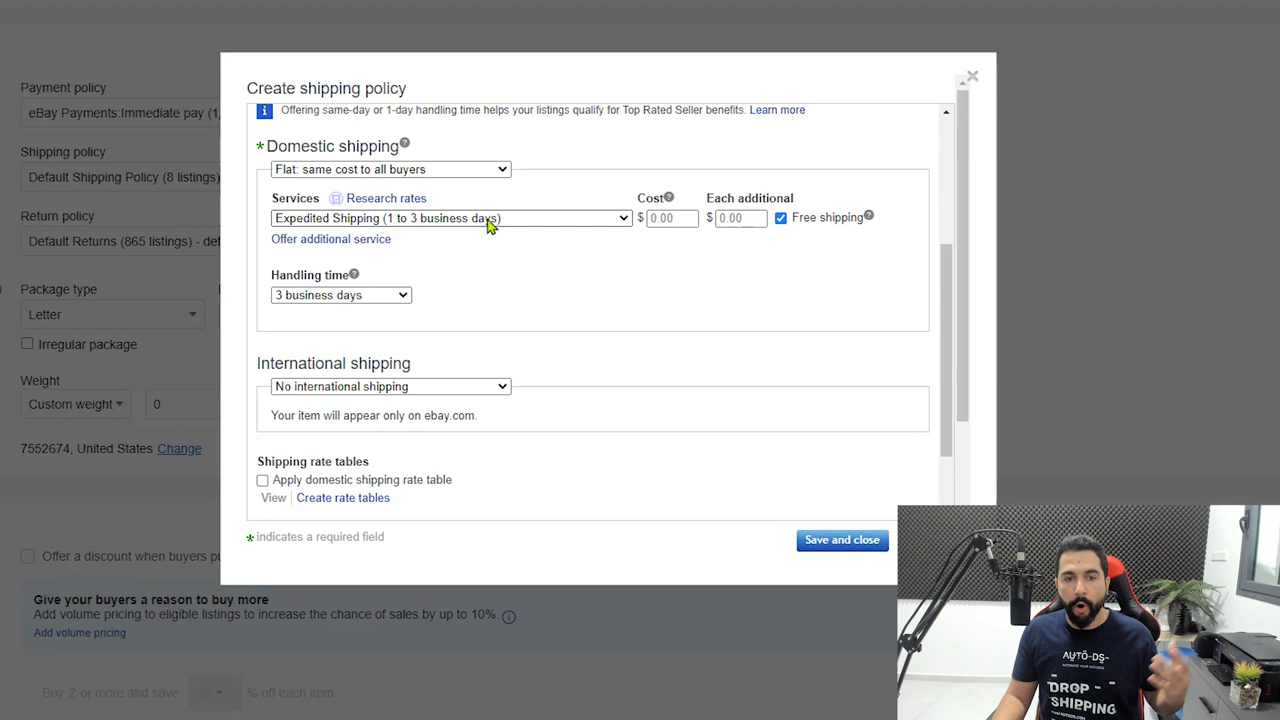 Create shipping policy
Offering same-day or 1-day handling time helps your listings qualify for Top Rated Seller benefits. Learn more
* Domestic shipping
Flat: same cost to all buyers
Services Research rates Cost Each additional
Expedited Shipping (1 to 3 business days) $ 0.00 $ 0.00 Free shipping
Offer additional service
Handling time
3 business days
International shipping
No international shipping
Your item will appear only on ebay.com.
Shipping rate tables
Apply domestic shipping rate table
View | Create rate tables
* indicates a required field
Save and close
Payment policy
eBay Payments:Immediate pay (1,
Shipping policy
Default Shipping Policy (8 listings)
Return policy
Default Returns (865 listings) - def
Package type
Letter
Irregular package
Weight
Custom weight 0
7552674, United States Change
Offer a discount when buyers pu
Give your buyers a reason to buy more
Add volume pricing to eligible listings to increase the chance of sales by up to 10%.
Add volume pricing
Buy 2 or more and save % off each item
AUTO-DS
AUTOMATE YOUR SUCCESS
DROP
SHIPPING